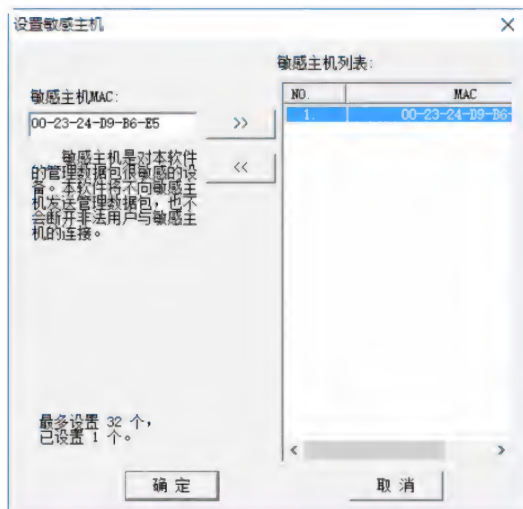 设置敏感主机
敏感主机列表:
敏感主机MAC:
NO.
MAC
00-23-24-D9-B6-E5
>>
1.
00-23-24-D9-B6-
敏感主机是对本软件
的管理数据包很敏感的设
备。本软件将不向敏感主
机发送管理数据包，也不
会断开非法用户与敏感主
机的连接。
<<
最多设置 32 个，
已设置 1 个。
确 定
取 消